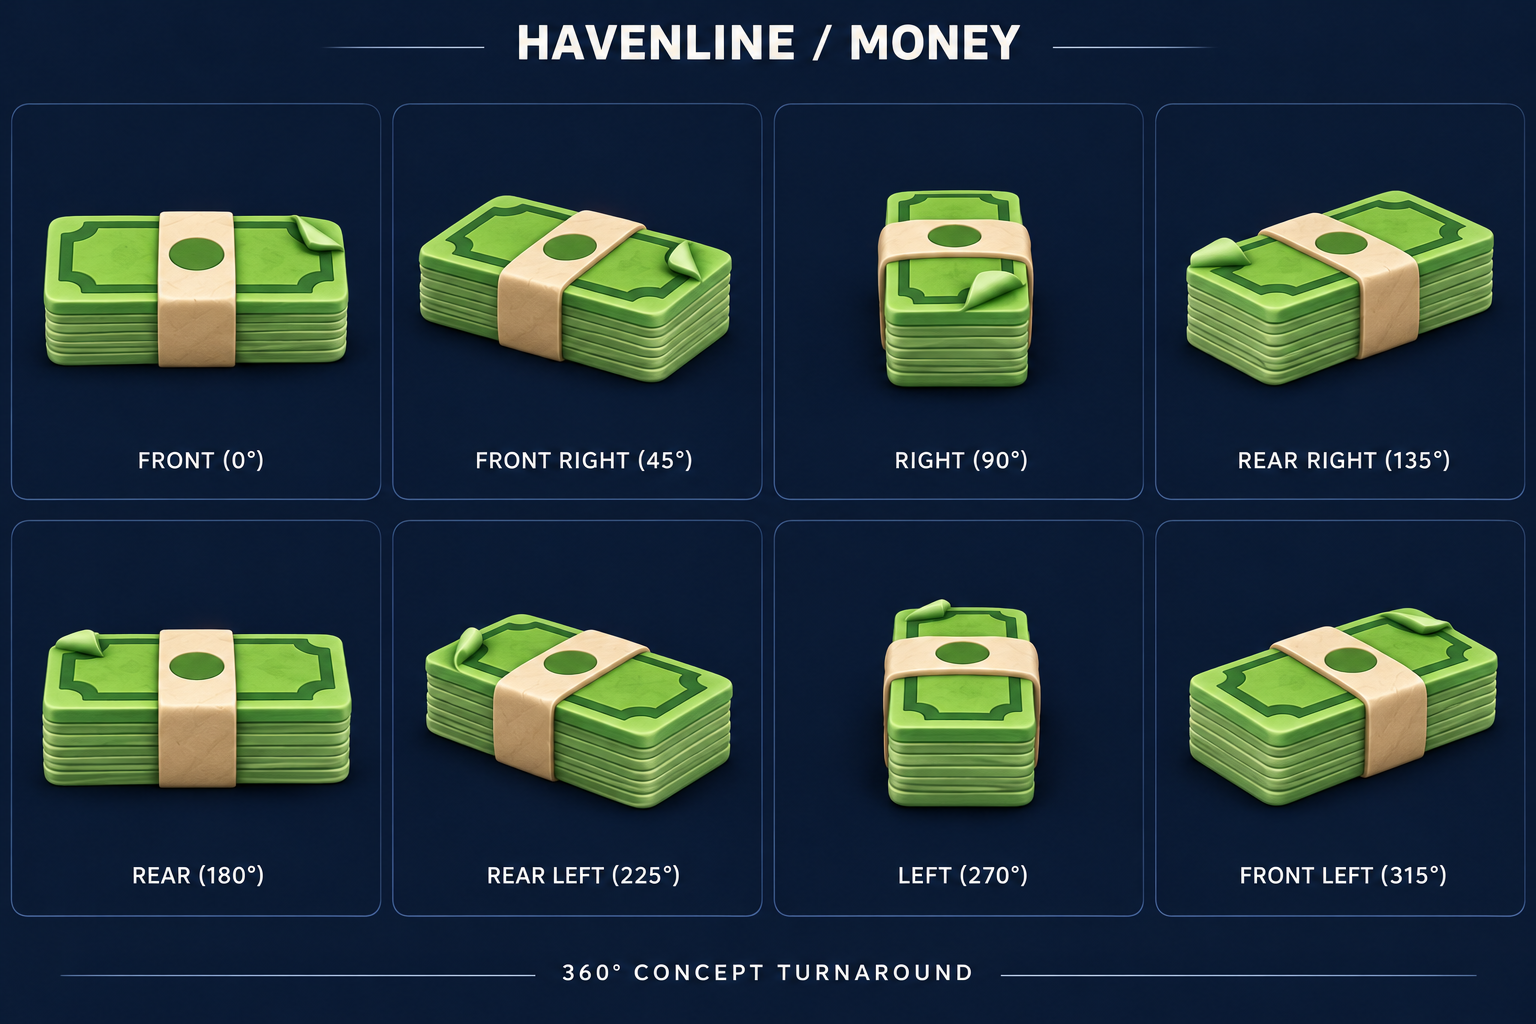 HAVENLINE / MONEY
FRONT (0°)
FRONT RIGHT (45°)
RIGHT (90°)
REAR RIGHT (135°)
REAR (180°)
REAR LEFT (225°)
LEFT (270°)
FRONT LEFT (315°)
360° CONCEPT TURNAROUND